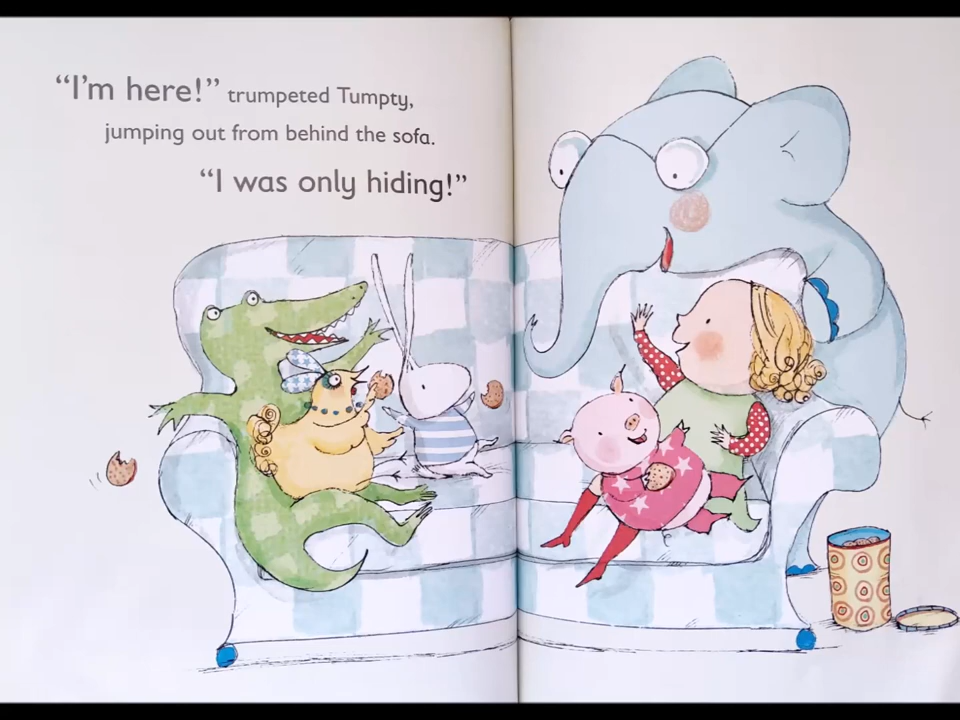 “I’m here!” trumpeted Tumpty,
jumping out from behind the sofa.
“I was only hiding!”